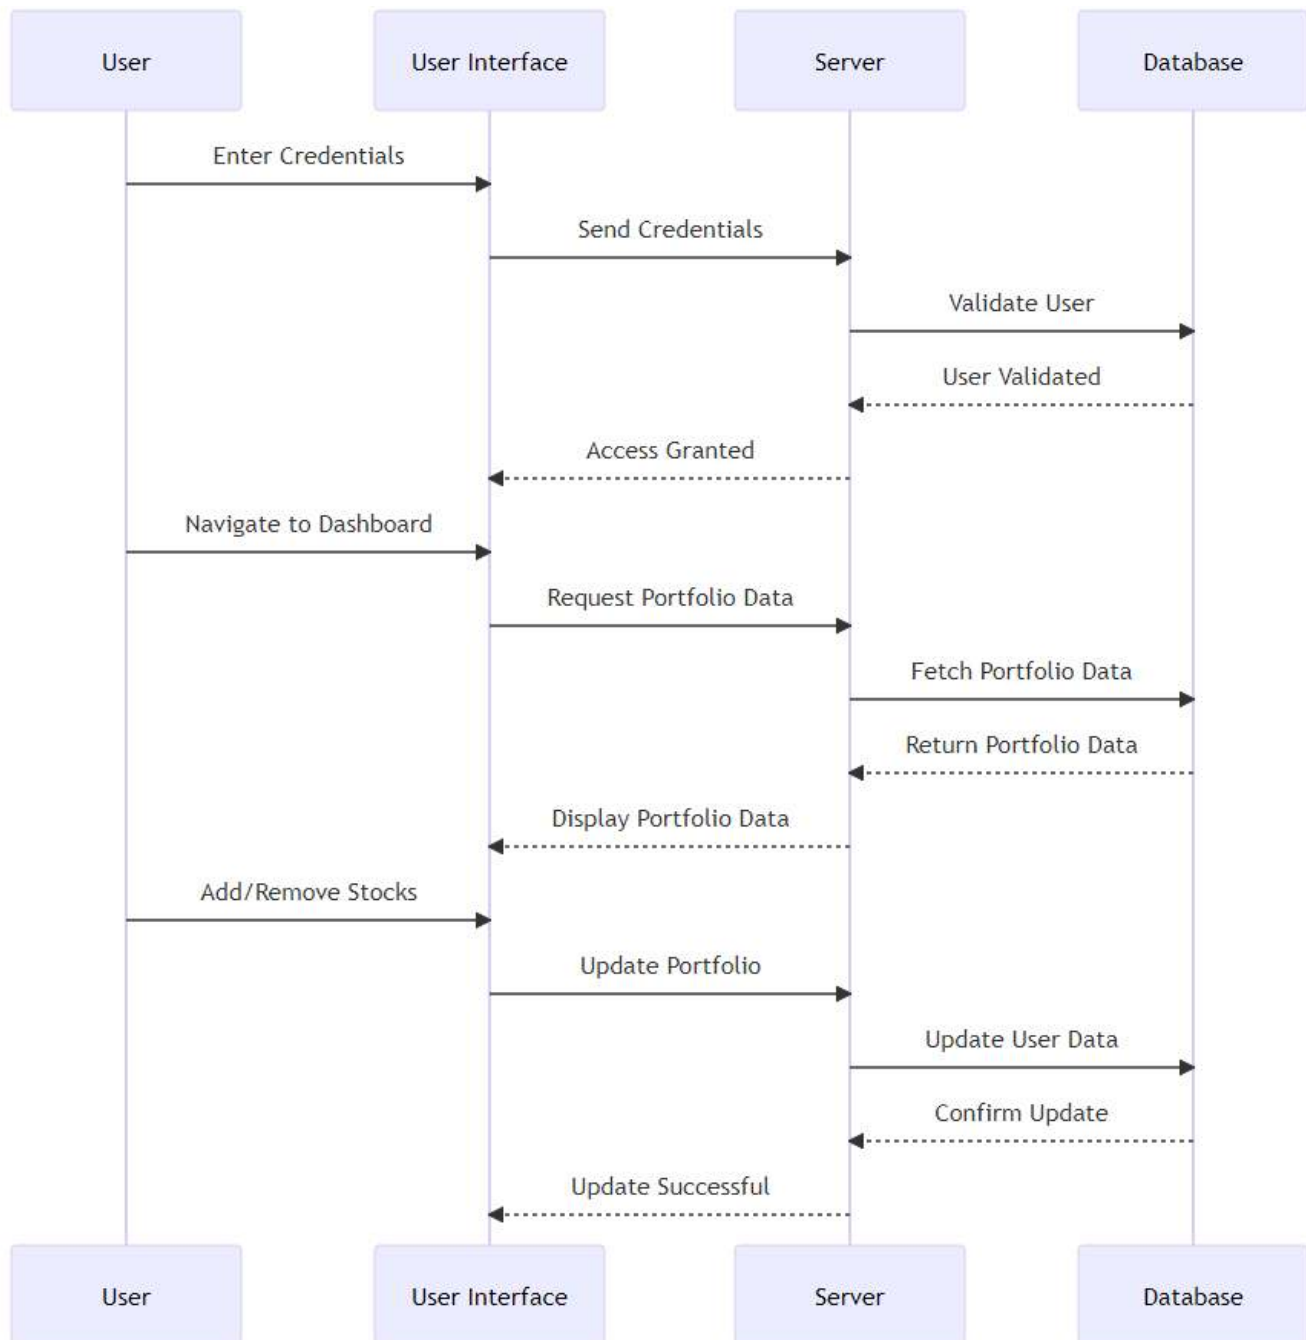 User
User Interface
Server
Database
Enter Credentials
Send Credentials
Validate User
User Validated
Access Granted
Navigate to Dashboard
Request Portfolio Data
Fetch Portfolio Data
Return Portfolio Data
Display Portfolio Data
Add/Remove Stocks
Update Portfolio
Update User Data
Confirm Update
Update Successful
User
User Interface
Server
Database